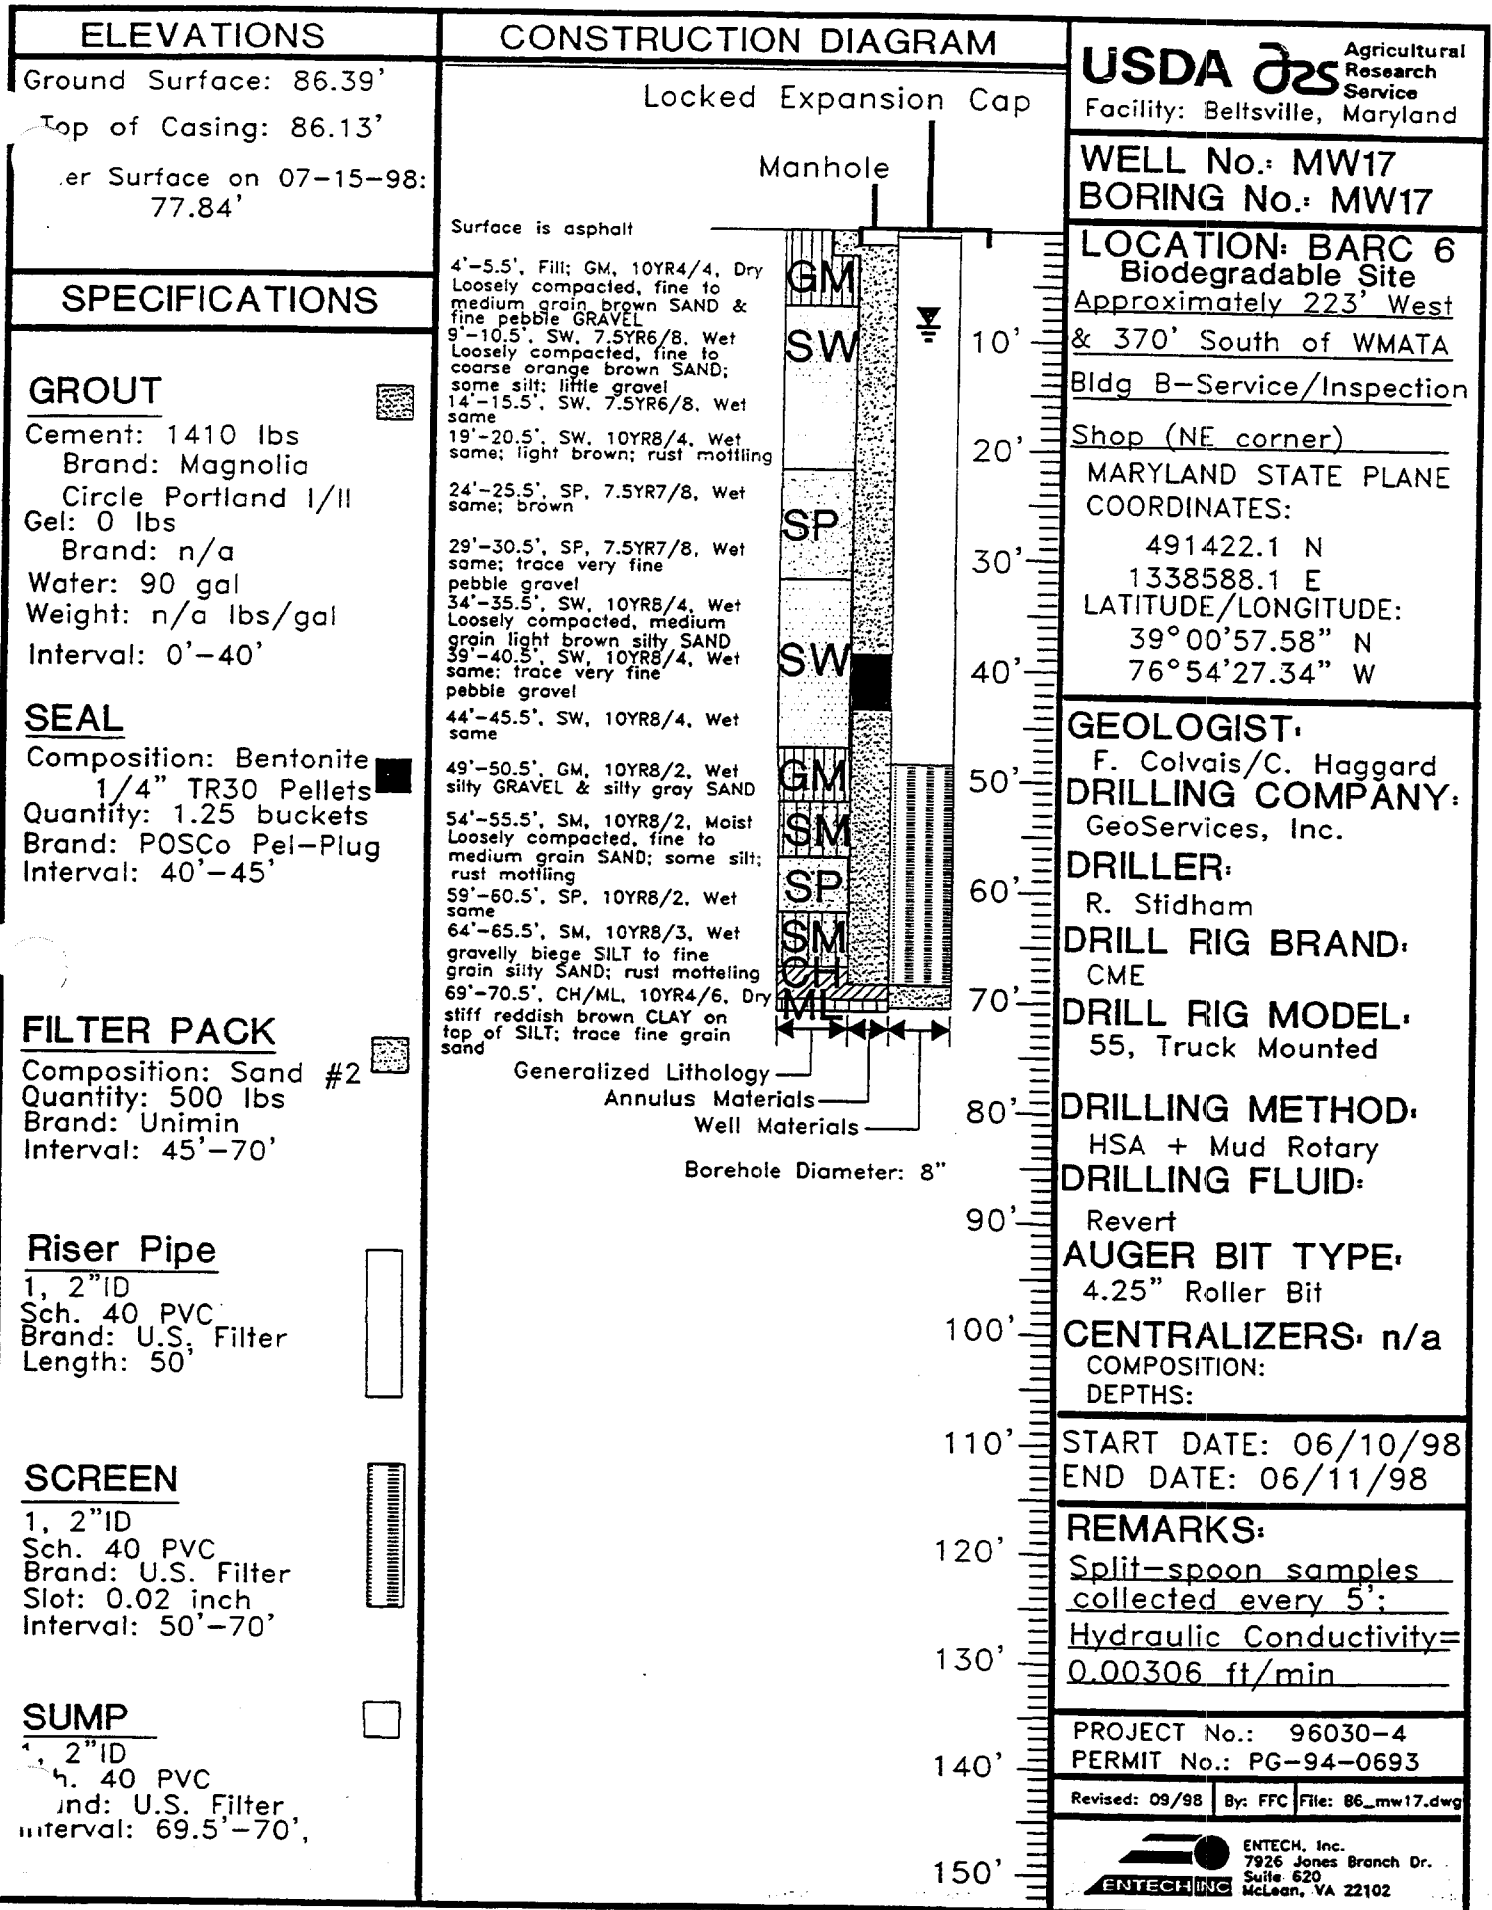 ELEVATIONS
Ground Surface: 86.39'
Top of Casing: 86.13'
.er Surface on 07-15-98:
77.84'
SPECIFICATIONS
GROUT
Cement: 1410 lbs
Brand: Magnolia
Circle Portland I/II
Gel: 0 lbs
Brand: n/a
Water: 90 gal
Weight: n/a lbs/gal
Interval: 0'-40'
SEAL
Composition: Bentonite
1/4" TR30 Pellets
Quantity: 1.25 buckets
Brand: POSCo Pel-Plug
Interval: 40'-45'
FILTER PACK
Composition: Sand #2
Quantity: 500 lbs
Brand: Unimin
Interval: 45'-70'
Riser Pipe
1, 2"ID
Sch. 40 PVC
Brand: U.S. Filter
Length: 50'
SCREEN
1, 2"ID
Sch. 40 PVC
Brand: U.S. Filter
Slot: 0.02 inch
Interval: 50'-70'
SUMP
1, 2"ID
h. 40 PVC
nd: U.S. Filter
nterval: 69.5'-70',
CONSTRUCTION DIAGRAM
Locked Expansion Cap
Manhole
Surface is asphalt
4'-5.5', Fill; GM, 10YR4/4, Dry
Loosely compacted, fine to
medium grain brown SAND &
fine pebble GRAVEL
9'-10.5', SW, 7.5YR6/8, Wet
Loosely compacted, fine to
coarse orange brown SAND;
some silt; little gravel
14'-15.5', SW, 7.5YR6/8, Wet
same
19'-20.5', SW, 10YR8/4, Wet
same; light brown; rust mottling
24'-25.5', SP, 7.5YR7/8, Wet
same; brown
29'-30.5', SP, 7.5YR7/8, Wet
same; trace very fine
pebble gravel
34'-35.5', SW, 10YR8/4, Wet
Loosely compacted, medium
grain light brown silty SAND
39'-40.5', SW, 10YR8/4, Wet
same; trace very fine
pebble gravel
44'-45.5', SW, 10YR8/4, Wet
same
49'-50.5', GM, 10YR8/2, Wet
silty GRAVEL & silty gray SAND
54'-55.5', SM, 10YR8/2, Moist
Loosely compacted, fine to
medium grain SAND; some silt;
rust mottling
59'-60.5', SP, 10YR8/2, Wet
same
64'-65.5', SM, 10YR8/3, Wet
gravelly biege SILT to fine
grain silty SAND; rust motteling
69'-70.5', CH/ML, 10YR4/6, Dry
stiff reddish brown CLAY on
top of SILT; trace fine grain
sand
GM
SW
SP
SW
GM
SM
SP
SM
CH
ML
Generalized Lithology
Annulus Materials
Well Materials
Borehole Diameter: 8"
10'
20'
30'
40'
50'
60'
70'
80'
90'
100'
110'
120'
130'
140'
150'
USDA ars Agricultural
Research
Service
Facility: Beltsville, Maryland
WELL No.: MW17
BORING No.: MW17
LOCATION: BARC 6
Biodegradable Site
Approximately 223' West
& 370' South of WMATA
Bldg B-Service/Inspection
Shop (NE corner)
MARYLAND STATE PLANE
COORDINATES:
491422.1 N
1338588.1 E
LATITUDE/LONGITUDE:
39°00'57.58" N
76°54'27.34" W
GEOLOGIST:
F. Colvais/C. Haggard
DRILLING COMPANY:
GeoServices, Inc.
DRILLER:
R. Stidham
DRILL RIG BRAND:
CME
DRILL RIG MODEL:
55, Truck Mounted
DRILLING METHOD:
HSA + Mud Rotary
DRILLING FLUID:
Revert
AUGER BIT TYPE:
4.25" Roller Bit
CENTRALIZERS: n/a
COMPOSITION:
DEPTHS:
START DATE: 06/10/98
END DATE: 06/11/98
REMARKS:
Split-spoon samples
collected every 5';
Hydraulic Conductivity=
0.00306 ft/min
PROJECT No.: 96030-4
PERMIT No.: PG-94-0693
Revised: 09/98 By: FFC File: B6_mw17.dwg
ENTECH INC
ENTECH, Inc.
7926 Jones Branch Dr.
Suite 620
McLean, VA 22102